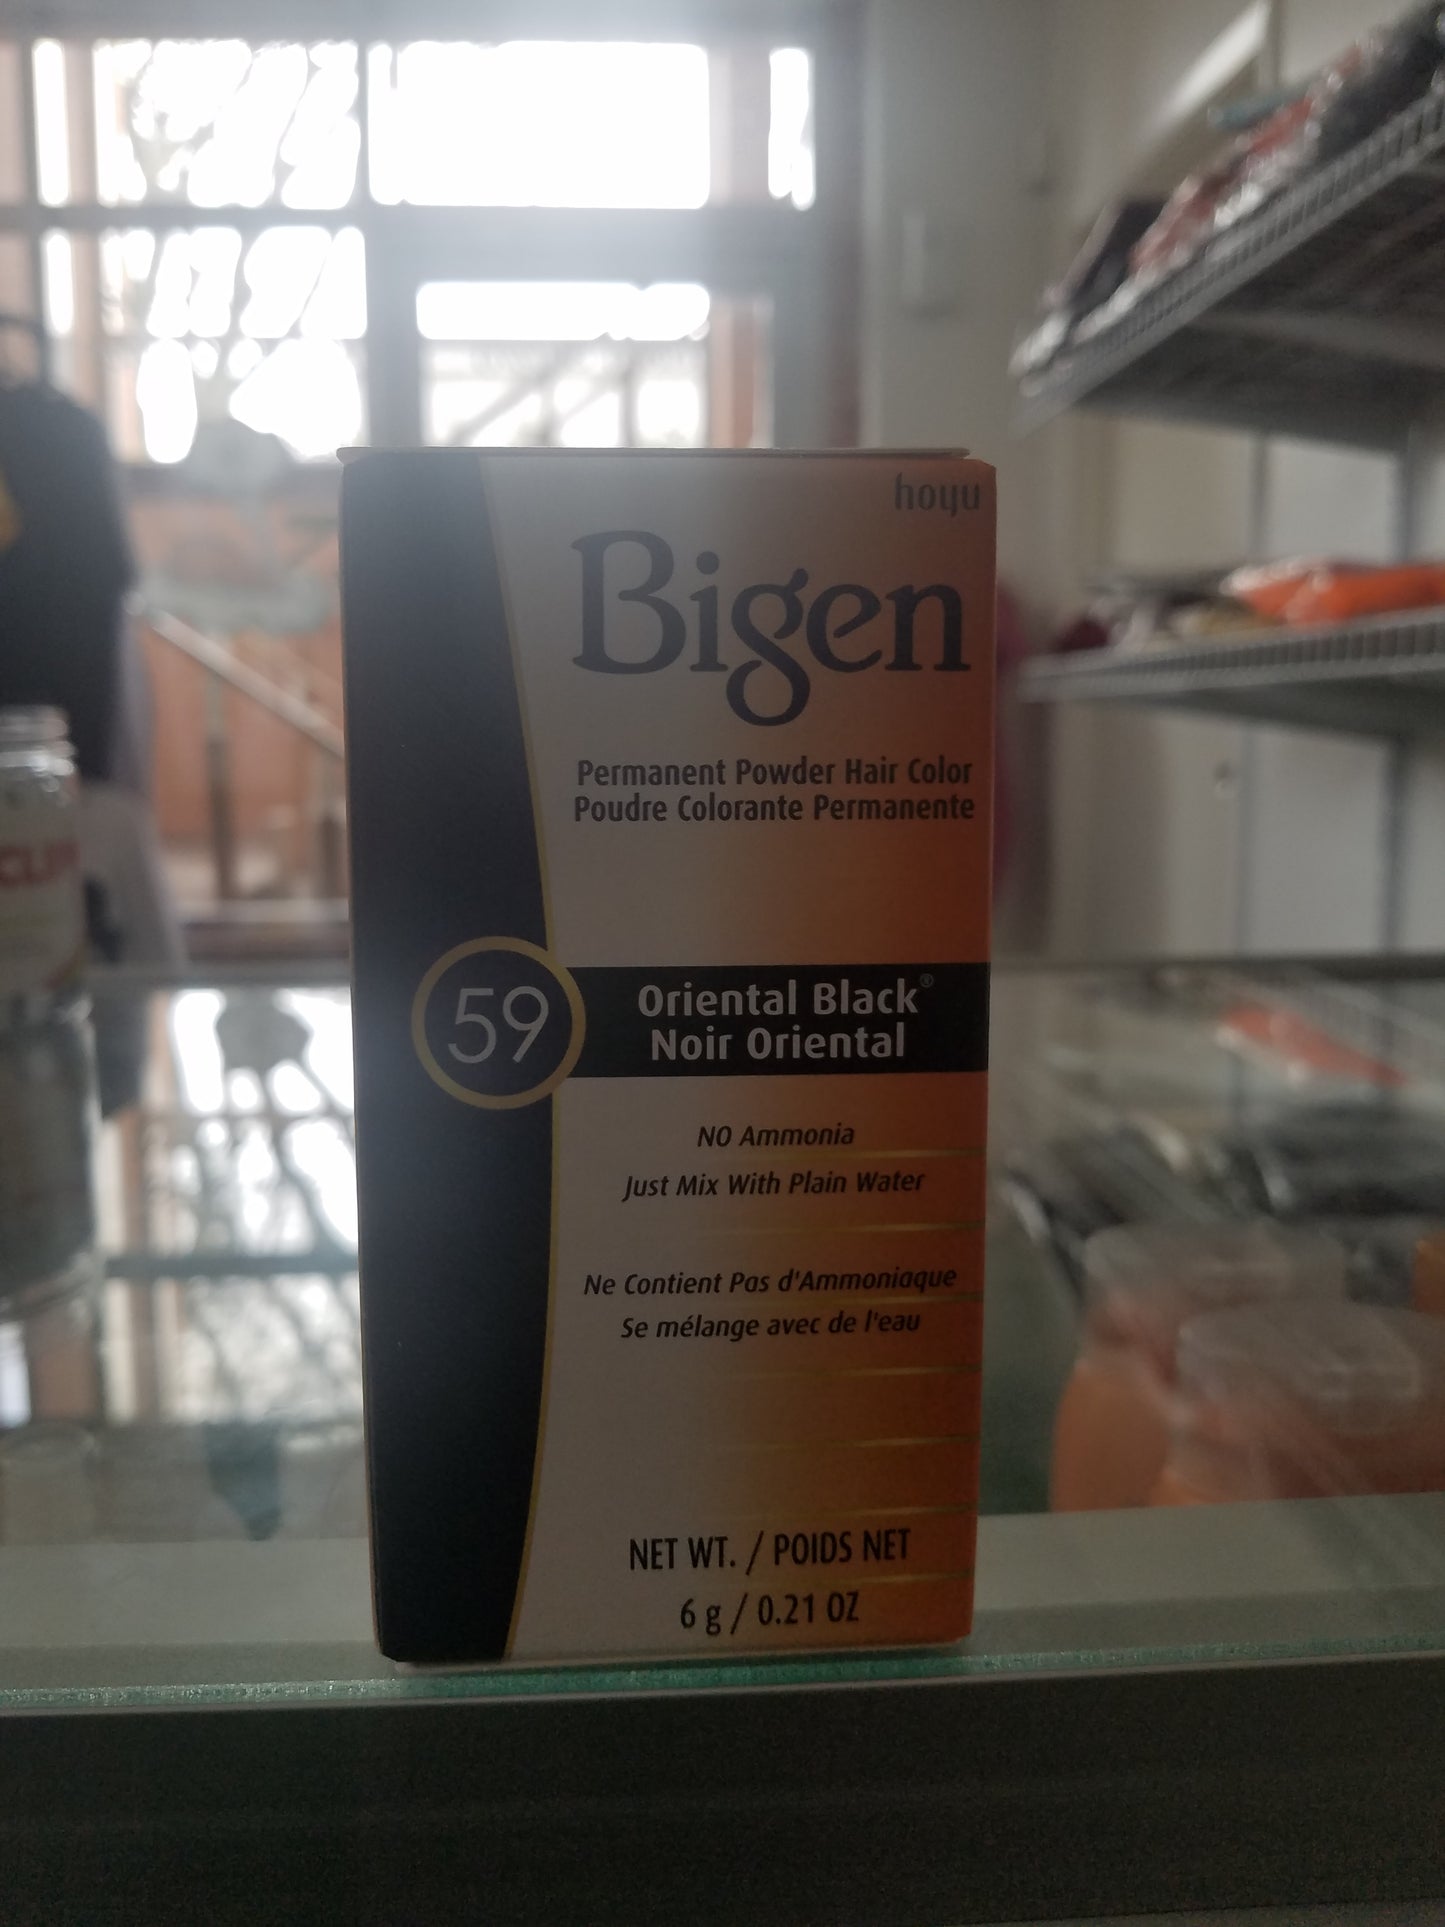 hoyu
Bigen
Permanent Powder Hair Color
Poudre Colorante Permanente
59
Oriental Black®
Noir Oriental
NO Ammonia
Just Mix With Plain Water
Ne Contient Pas d'Ammoniaque
Se mélange avec de l'eau
NET WT. / POIDS NET
6 g / 0.21 OZ